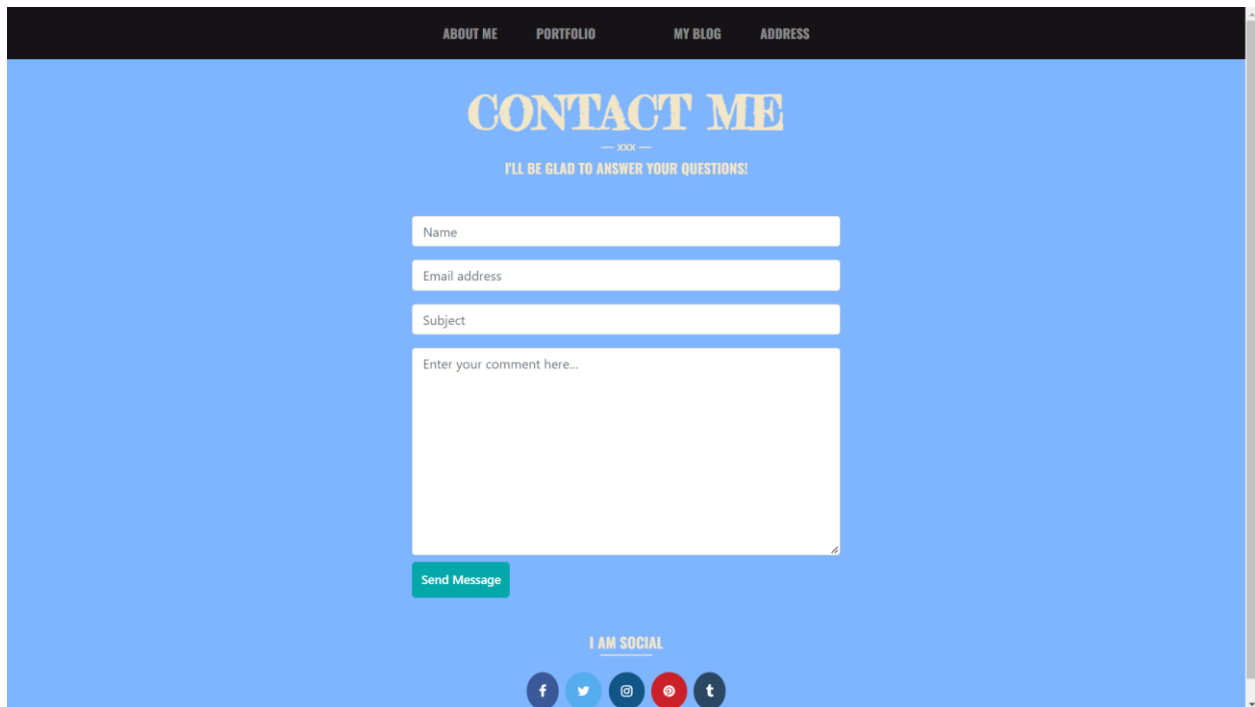 ABOUT ME PORTFOLIO MY BLOG ADDRESS
CONTACT ME
— xxx —
I'LL BE GLAD TO ANSWER YOUR QUESTIONS!
Name
Email address
Subject
Enter your comment here...
Send Message
I AM SOCIAL